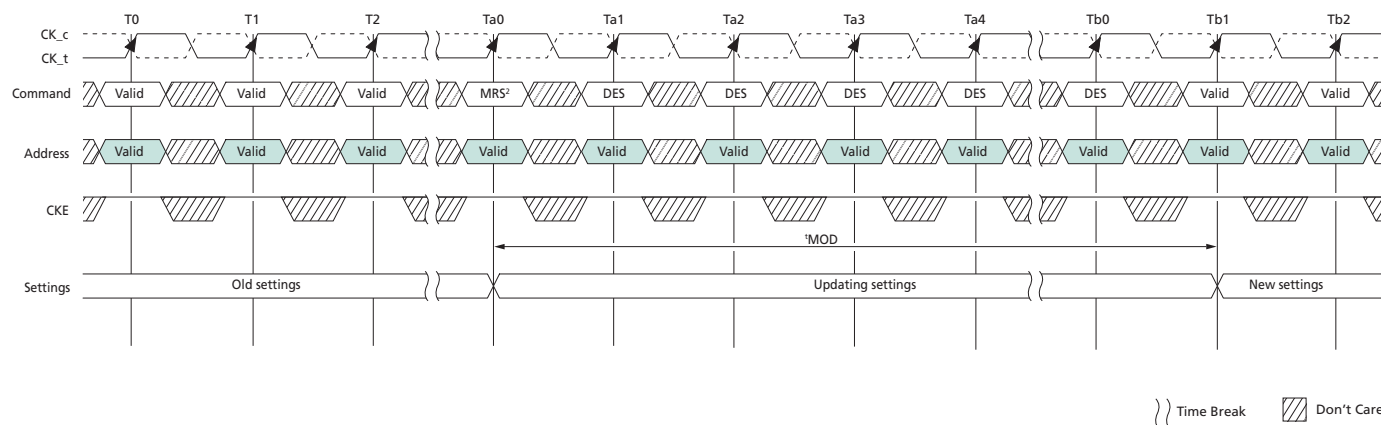 T0 T1 T2 Ta0 Ta1 Ta2 Ta3 Ta4 Tb0 Tb1 Tb2
CK_c
CK_t
Command Valid Valid Valid MRS² DES DES DES DES DES Valid Valid
Address Valid Valid Valid Valid Valid Valid Valid Valid Valid Valid Valid
CKE
ᵗMOD
Settings Old settings Updating settings New settings
Time Break Don't Care